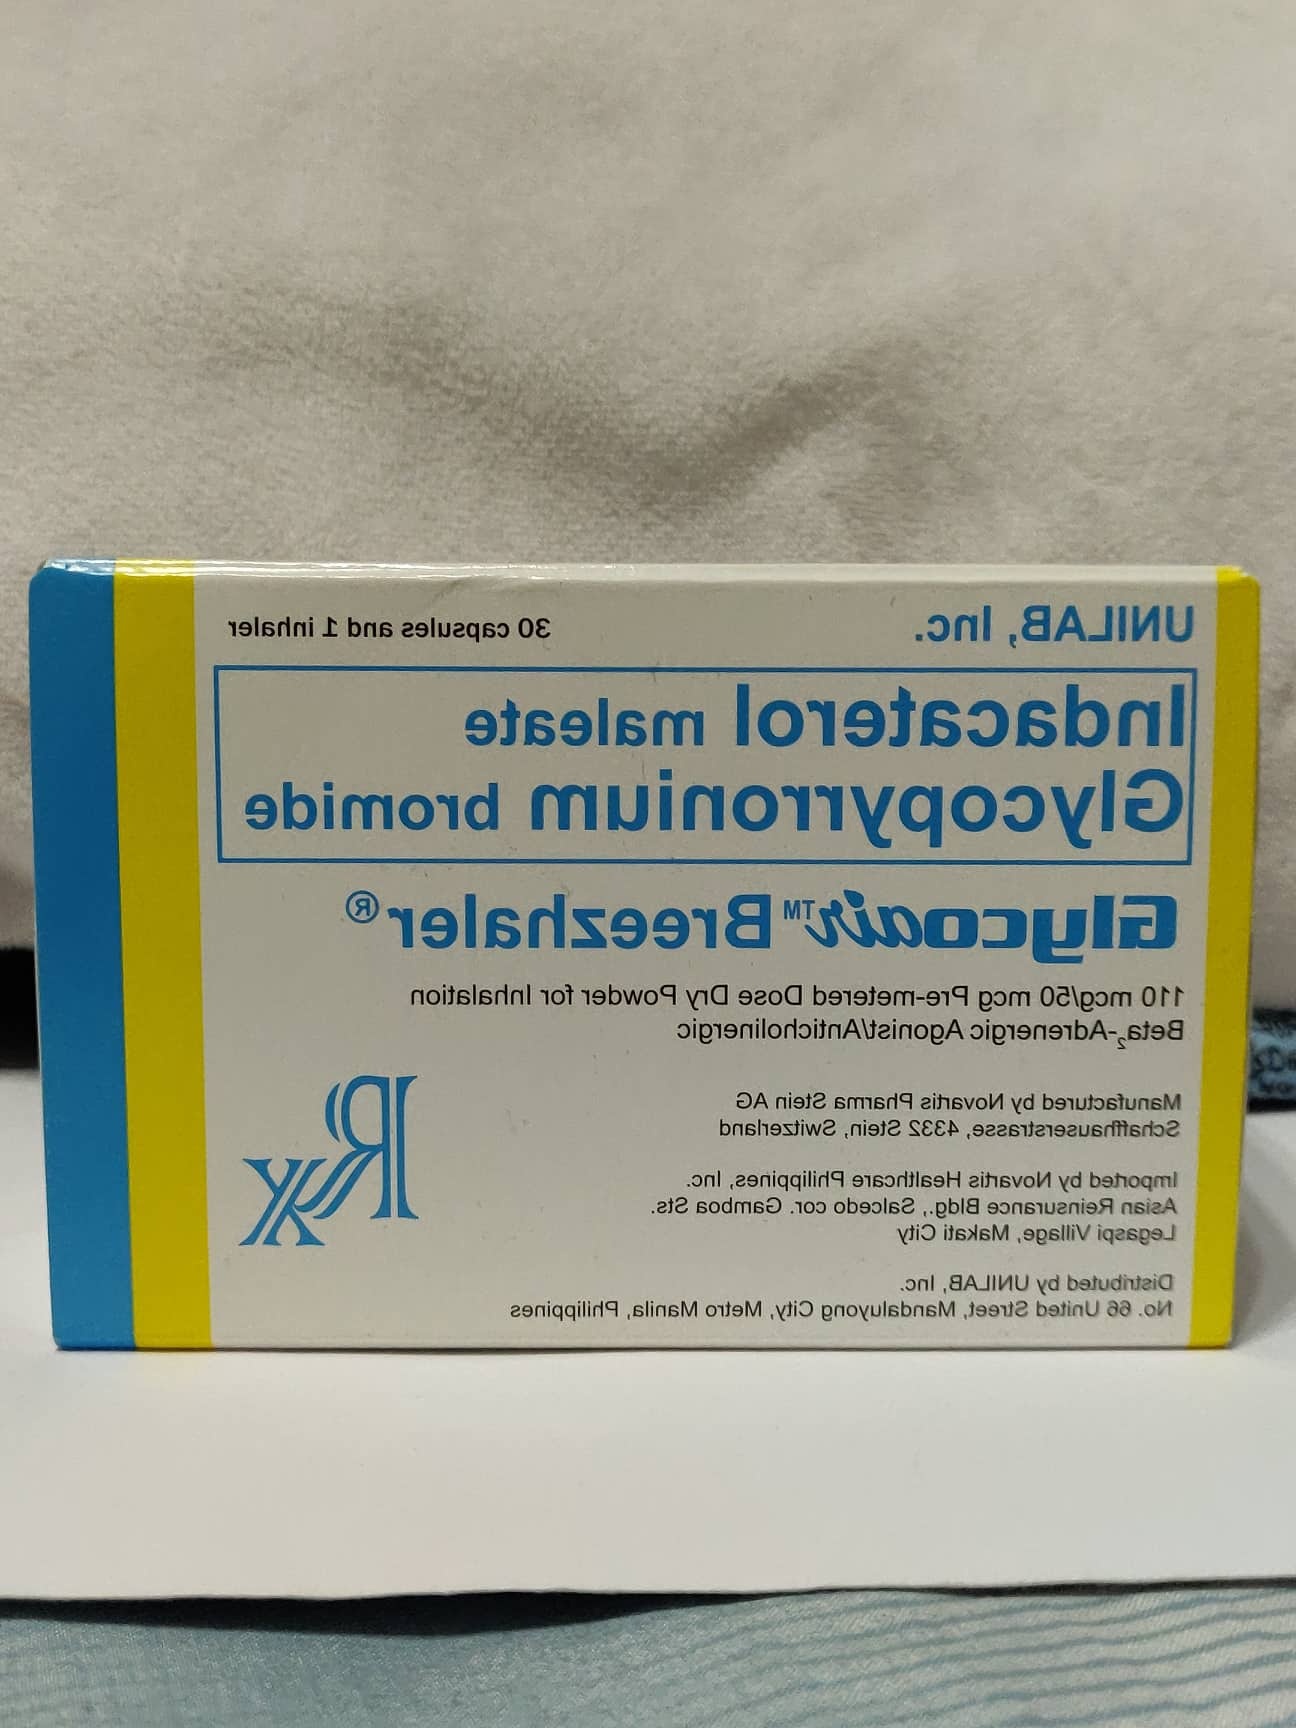 UNILAB, Inc.
30 capsules and 1 inhaler
Indacaterol maleate
Glycopyrronium bromide
Glycoair™ Breezhaler®
110 mcg/50 mcg Pre-metered Dose Dry Powder for Inhalation
Beta₂-Adrenergic Agonist/Anticholinergic
Rx
Manufactured by Novartis Pharma Stein AG
Schaffhauserstrasse, 4332 Stein, Switzerland
Imported by Novartis Healthcare Philippines, Inc.
Asian Reinsurance Bldg., Salcedo cor. Gamboa Sts.
Legaspi Village, Makati City
Distributed by UNILAB, Inc.
No. 66 United Street, Mandaluyong City, Metro Manila, Philippines